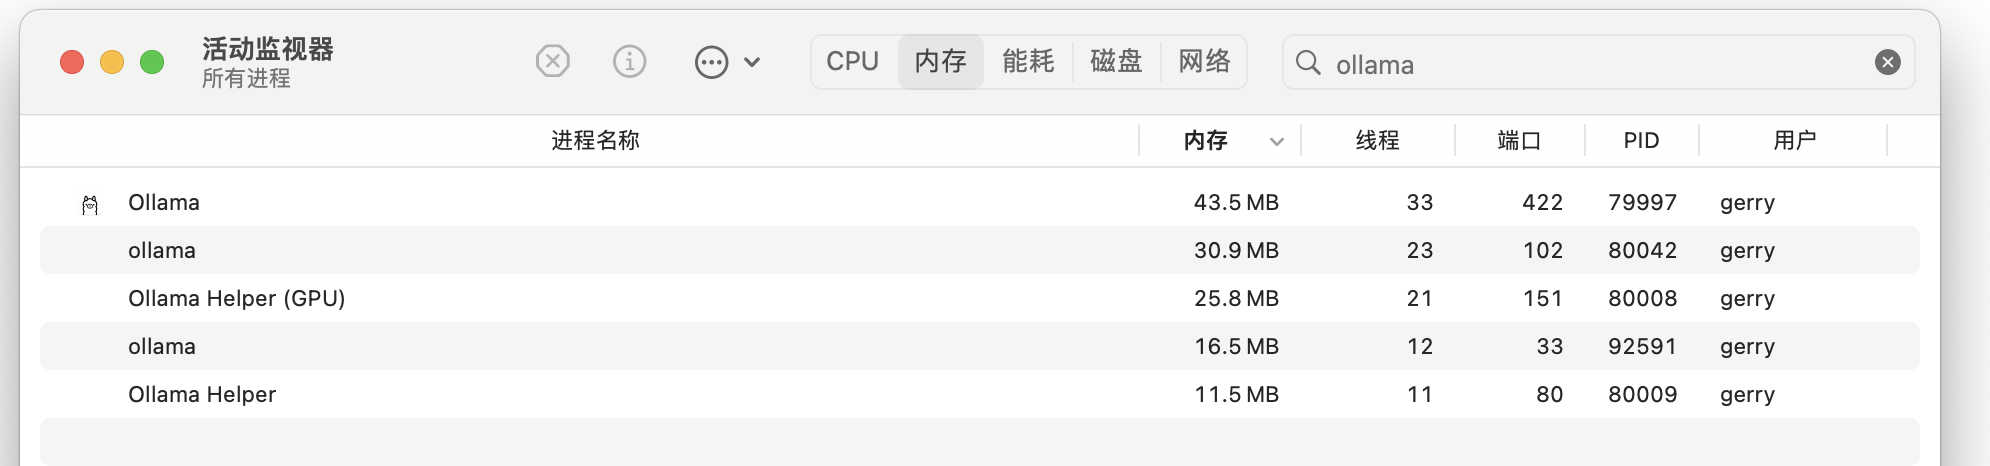 活动监视器
所有进程
CPU 内存 能耗 磁盘 网络
ollama
进程名称 内存 线程 端口 PID 用户
Ollama 43.5 MB 33 422 79997 gerry
ollama 30.9 MB 23 102 80042 gerry
Ollama Helper (GPU) 25.8 MB 21 151 80008 gerry
ollama 16.5 MB 12 33 92591 gerry
Ollama Helper 11.5 MB 11 80 80009 gerry